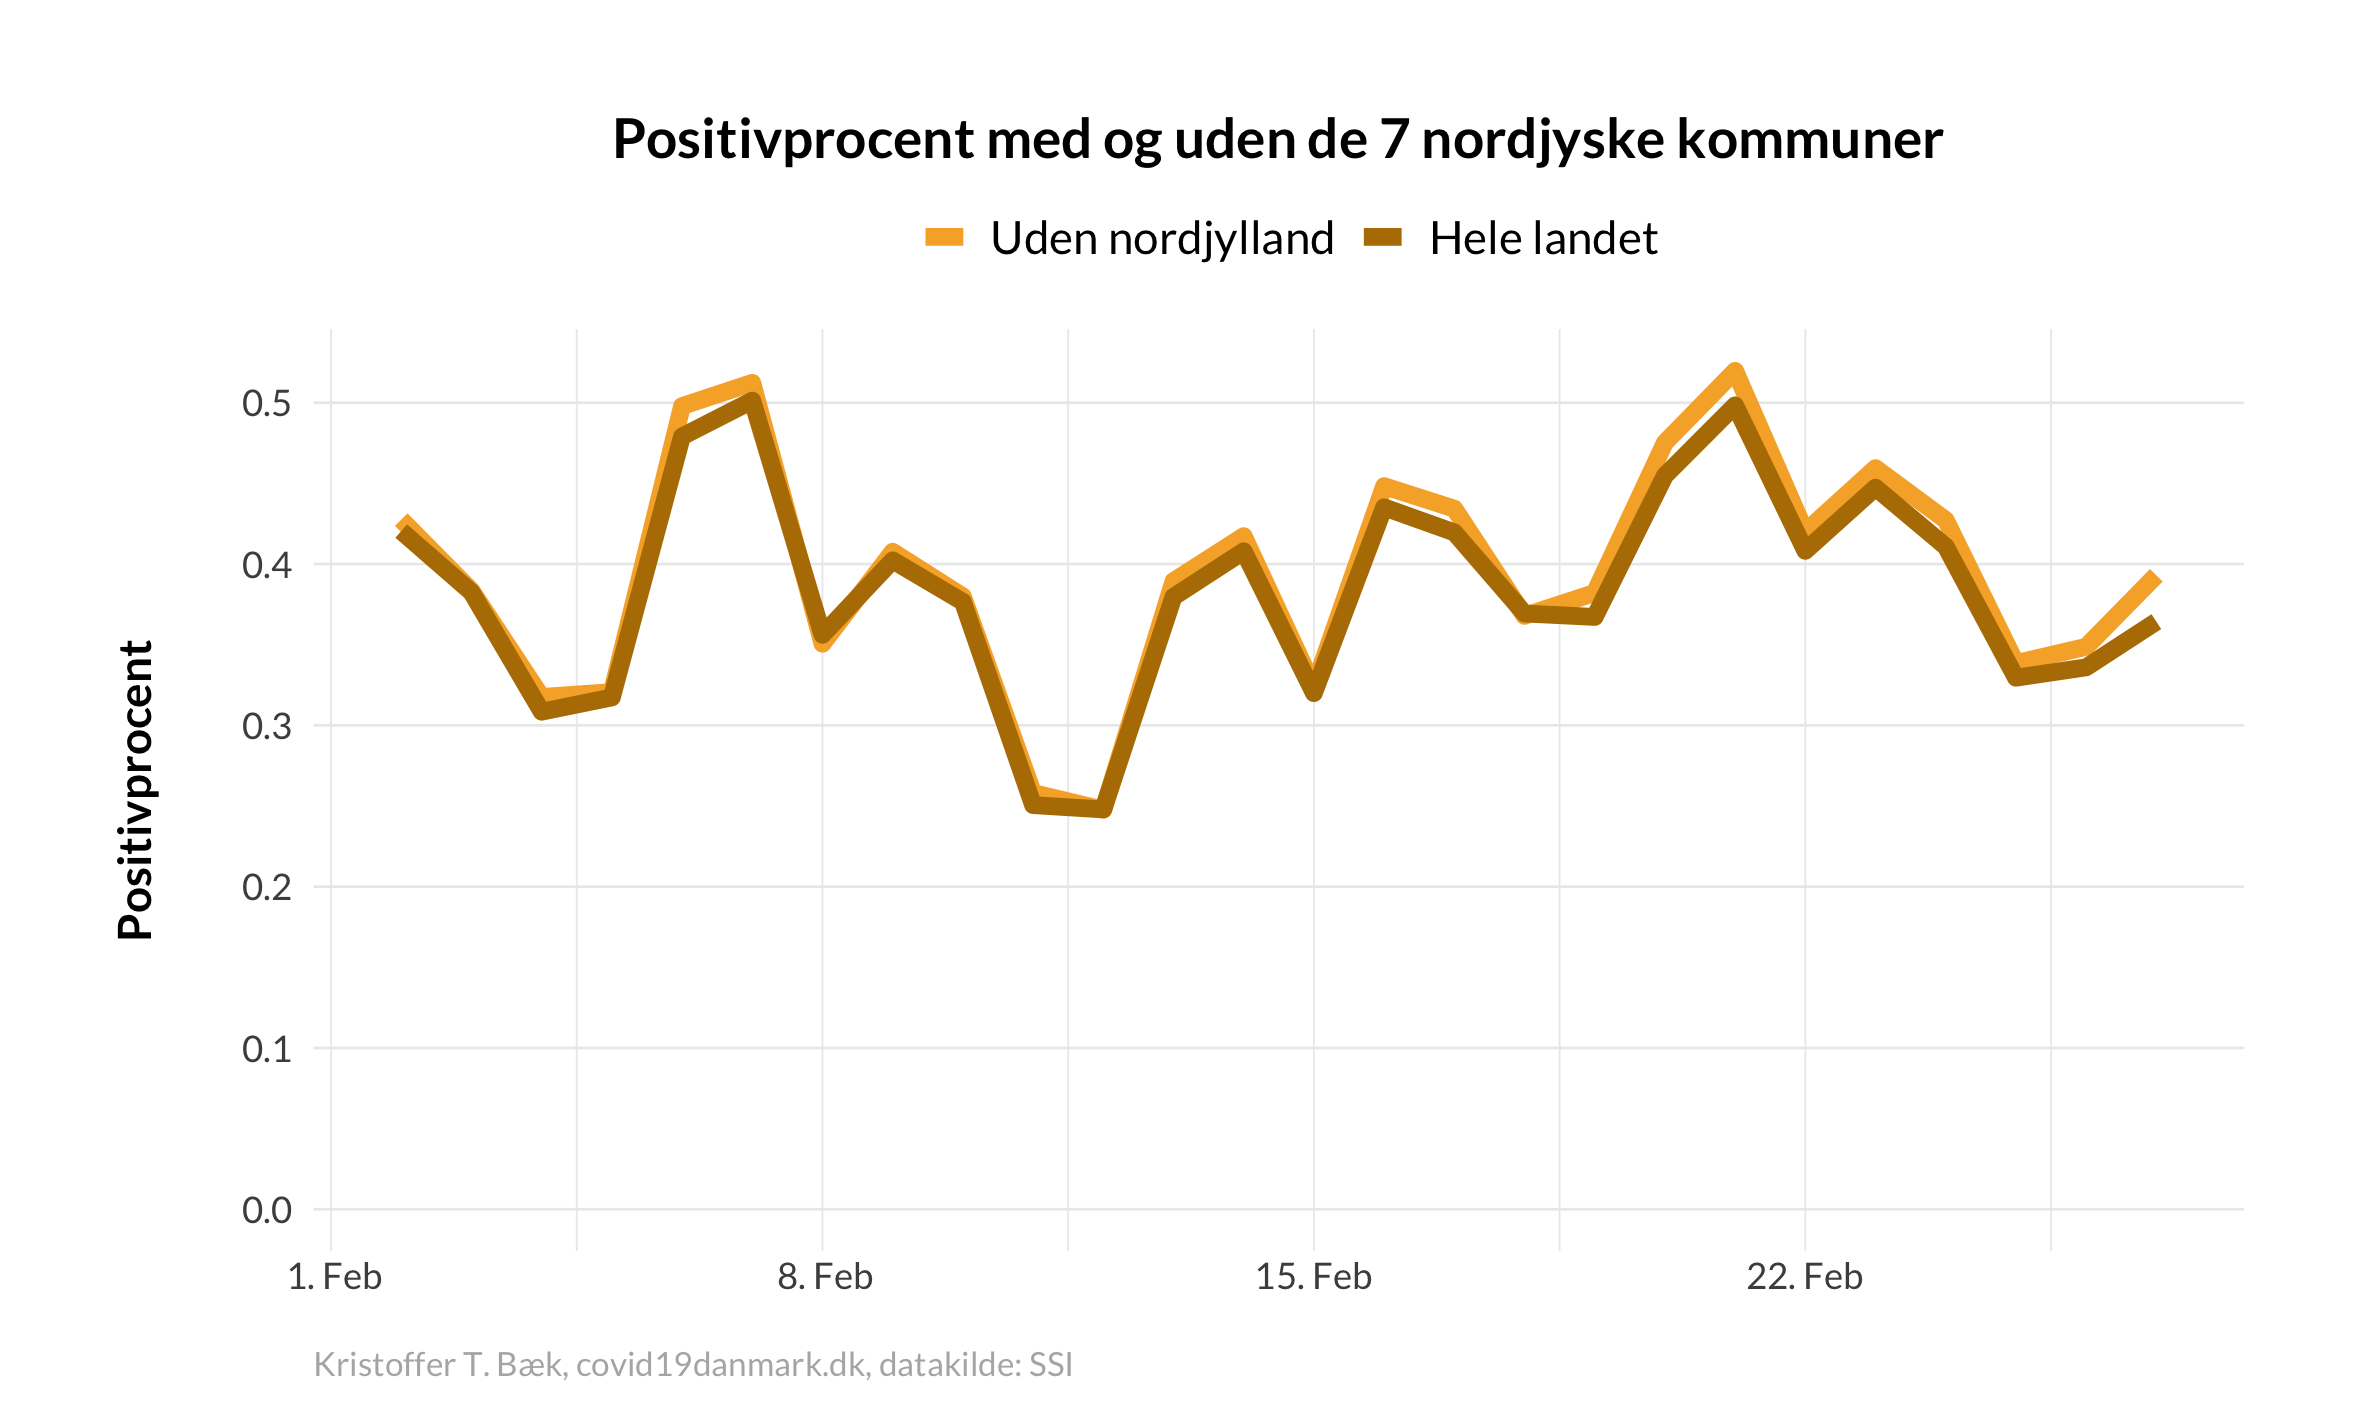 Positivprocent med og uden de 7 nordjyske kommuner
Uden nordjylland Hele landet
Positivprocent
0.5
0.4
0.3
0.2
0.1
0.0
1. Feb 8. Feb 15. Feb 22. Feb
Kristoffer T. Bæk, covid19danmark.dk, datakilde: SSI